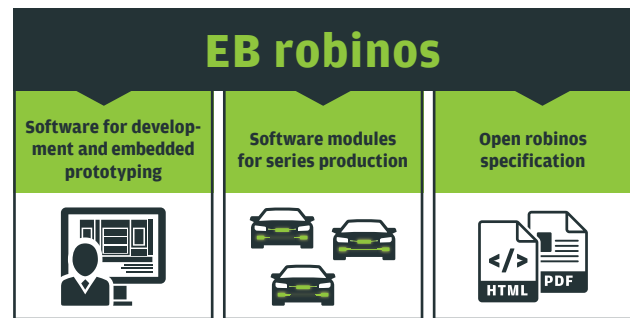 EB robinos
Software for develop-
ment and embedded
prototyping
Software modules
for series production
Open robinos
specification
</>
HTML
PDF